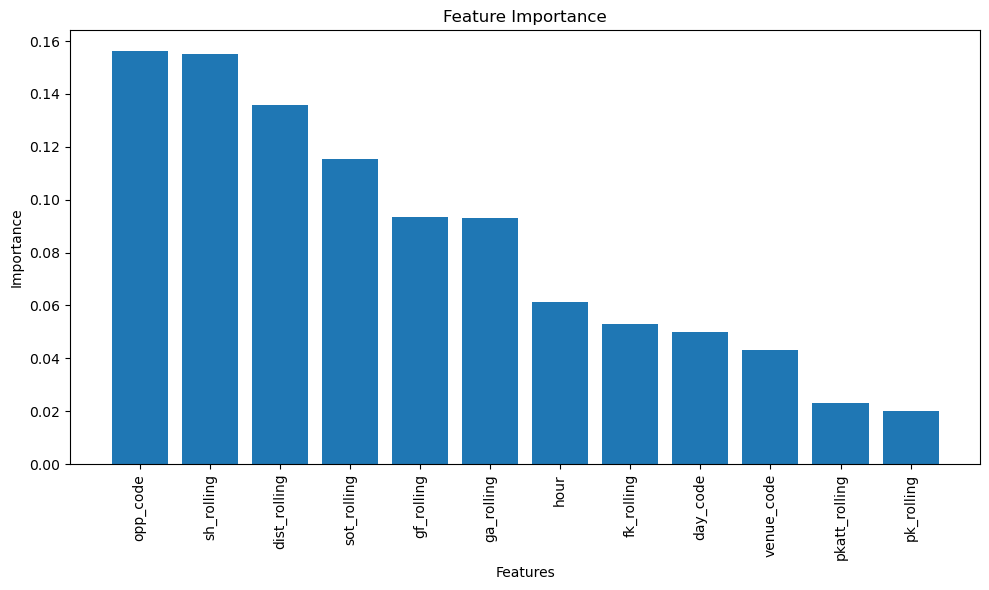 Feature Importance
Importance
0.16
0.14
0.12
0.10
0.08
0.06
0.04
0.02
0.00
opp_code
sh_rolling
dist_rolling
sot_rolling
gf_rolling
ga_rolling
hour
fk_rolling
day_code
venue_code
pkatt_rolling
pk_rolling
Features